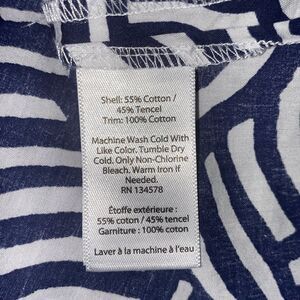 Shell: 55% Cotton /
45% Tencel
Trim: 100% Cotton
Machine Wash Cold With
Like Color. Tumble Dry
Cold. Only Non-Chlorine
Bleach. Warm Iron If
Needed.
RN 134578
Étoffe extérieure :
55% coton / 45% tencel
Garniture : 100% coton
Laver à la machine à l'eau